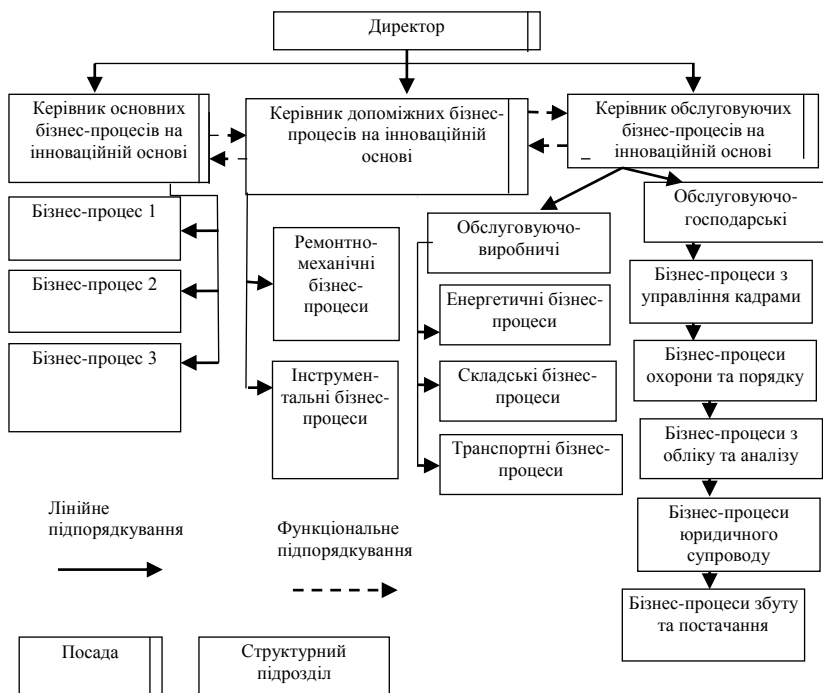 Директор
Керівник основних
бізнес-процесів на
інноваційній основі
Керівник допоміжних бізнес-
процесів на інноваційній
основі
Керівник обслуговуючих
бізнес-процесів на
інноваційній основі
Бізнес-процес 1
Бізнес-процес 2
Бізнес-процес 3
Ремонтно-
механічні
бізнес-
процеси
Інструмен-
тальні бізнес-
процеси
Обслуговуючо-
виробничі
Енергетичні бізнес-
процеси
Складські бізнес-
процеси
Транспортні бізнес-
процеси
Обслуговуючо-
господарські
Бізнес-процеси з
управління кадрами
Бізнес-процеси
охорони та порядку
Бізнес-процеси з
обліку та аналізу
Бізнес-процеси
юридичного
супроводу
Бізнес-процеси збуту
та постачання
Лінійне
підпорядкування
Функціональне
підпорядкування
Посада
Структурний
підрозділ